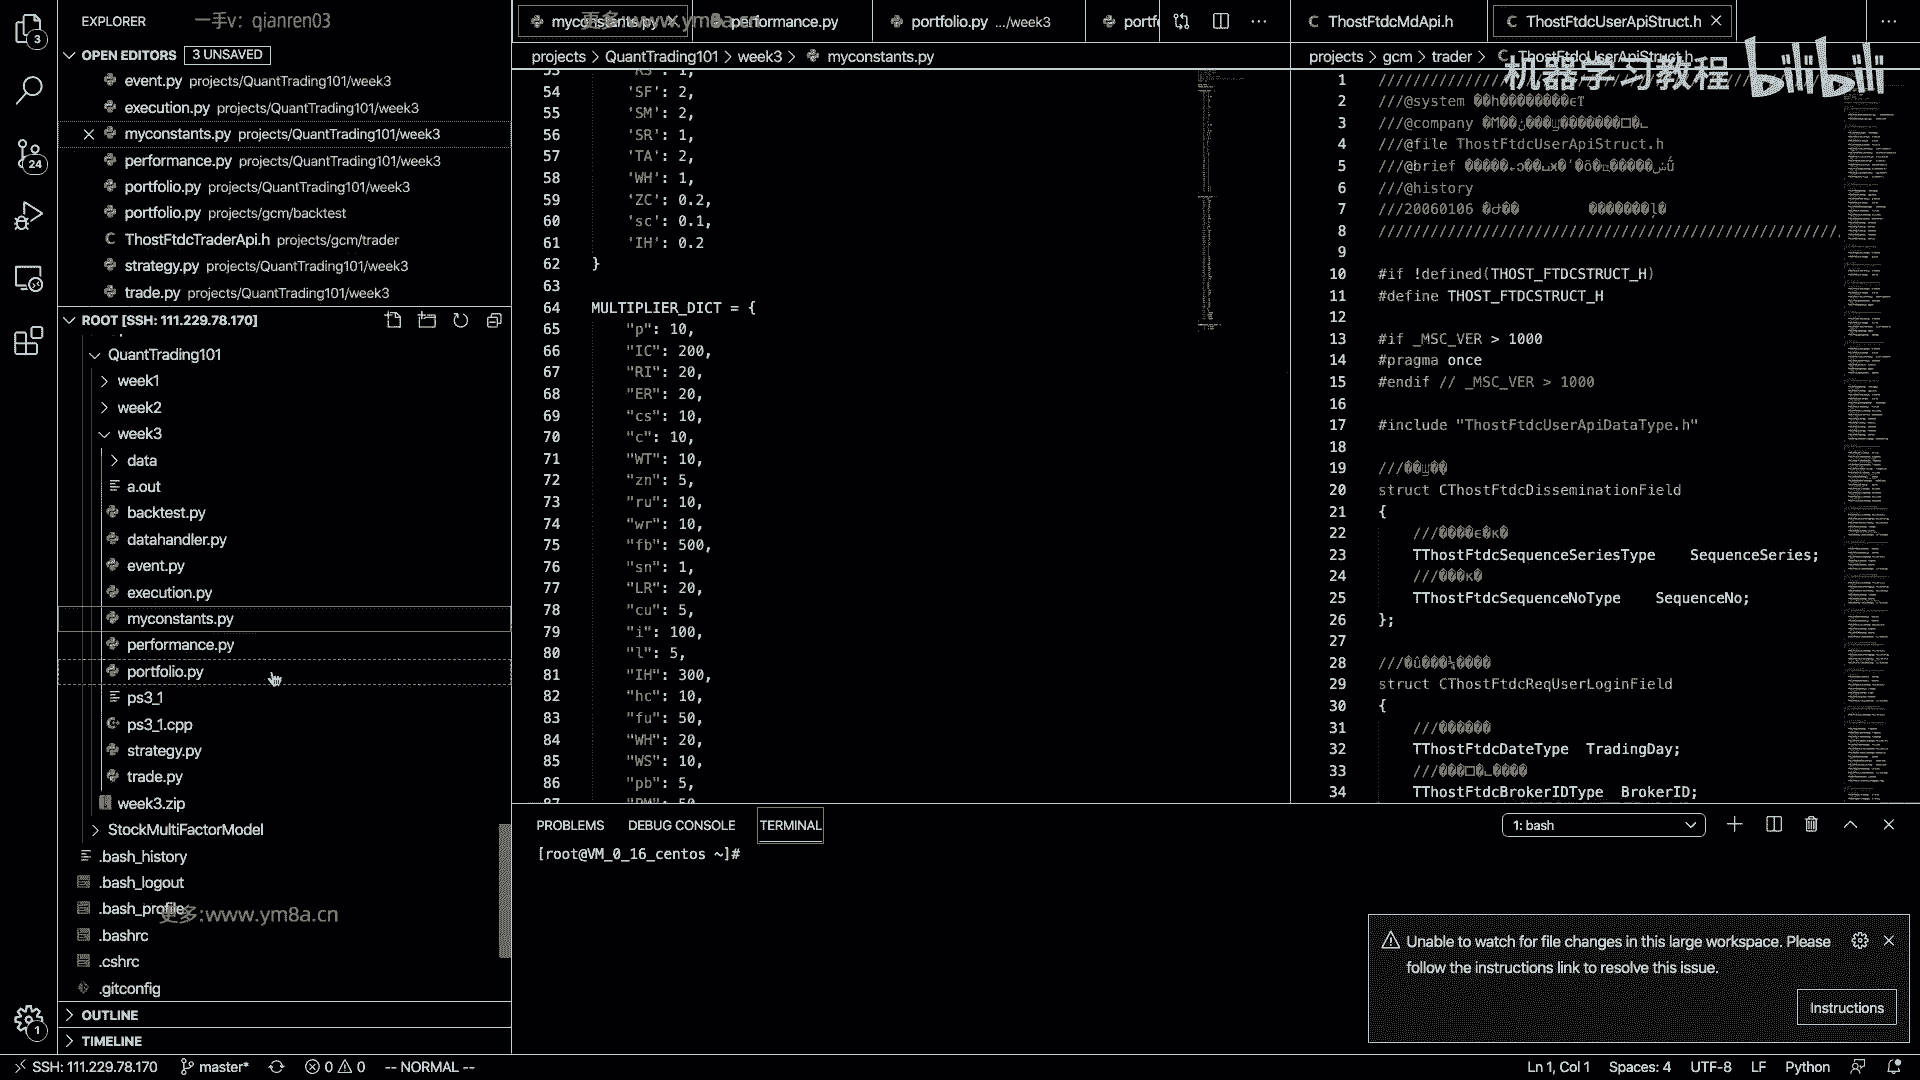 EXPLORER
一手v: qianren03
OPEN EDITORS 3 UNSAVED
event.py projects/QuantTrading101/week3
execution.py projects/QuantTrading101/week3
myconstants.py projects/QuantTrading101/week3
performance.py projects/QuantTrading101/week3
portfolio.py projects/QuantTrading101/week3
portfolio.py projects/gcm/backtest
ThostFtdcTraderApi.h projects/gcm/trader
strategy.py projects/QuantTrading101/week3
trade.py projects/QuantTrading101/week3
ROOT [SSH: 111.229.78.170]
QuantTrading101
week1
week2
week3
data
a.out
backtest.py
datahandler.py
event.py
execution.py
myconstants.py
performance.py
portfolio.py
ps3_1
ps3_1.cpp
strategy.py
trade.py
week3.zip
StockMultiFactorModel
.bash_history
.bash_logout
.bash_profile
更多:www.ym8a.cn
.bashrc
.cshrc
.gitconfig
OUTLINE
TIMELINE
myconstants.py
更多:www.ym8a.cn
performance.py
portfolio.py .../week3
portf
projects > QuantTrading101 > week3 > myconstants.py
54 'SF': 2,
55 'SM': 2,
56 'SR': 1,
57 'TA': 2,
58 'WH': 1,
59 'ZC': 0.2,
60 'sc': 0.1,
61 'IH': 0.2
62 }
63
64 MULTIPLIER_DICT = {
65 "p": 10,
66 "IC": 200,
67 "RI": 20,
68 "ER": 20,
69 "cs": 10,
70 "c": 10,
71 "WT": 10,
72 "zn": 5,
73 "ru": 10,
74 "wr": 10,
75 "fb": 500,
76 "sn": 1,
77 "LR": 20,
78 "cu": 5,
79 "i": 100,
80 "l": 5,
81 "IH": 300,
82 "hc": 10,
83 "fu": 50,
84 "WH": 20,
85 "WS": 10,
86 "pb": 5,
ThostFtdcMdApi.h
ThostFtdcUserApiStruct.h
projects > gcm > trader > ThostFtdcUserApiStruct.h
机器学习教程 bilibili
1
2 ///@system
3 ///@company
4 ///@file ThostFtdcUserApiStruct.h
5 ///@brief
6 ///@history
7 ///20060106
8
9
10 #if !defined(THOST_FTDCSTRUCT_H)
11 #define THOST_FTDCSTRUCT_H
12
13 #if _MSC_VER > 1000
14 #pragma once
15 #endif // _MSC_VER > 1000
16
17 #include "ThostFtdcUserApiDataType.h"
18
19 ///
20 struct CThostFtdcDisseminationField
21 {
22 ///
23 TThostFtdcSequenceSeriesType SequenceSeries;
24 ///
25 TThostFtdcSequenceNoType SequenceNo;
26 };
27
28 ///
29 struct CThostFtdcReqUserLoginField
30 {
31 ///
32 TThostFtdcDateType TradingDay;
33 ///
34 TThostFtdcBrokerIDType BrokerID;
PROBLEMS DEBUG CONSOLE TERMINAL
1: bash
[root@VM_0_16_centos ~]#
Unable to watch for file changes in this large workspace. Please
follow the instructions link to resolve this issue.
Instructions
SSH: 111.229.78.170 master* 0 0 -- NORMAL --
Ln 1, Col 1 Spaces: 4 UTF-8 LF Python